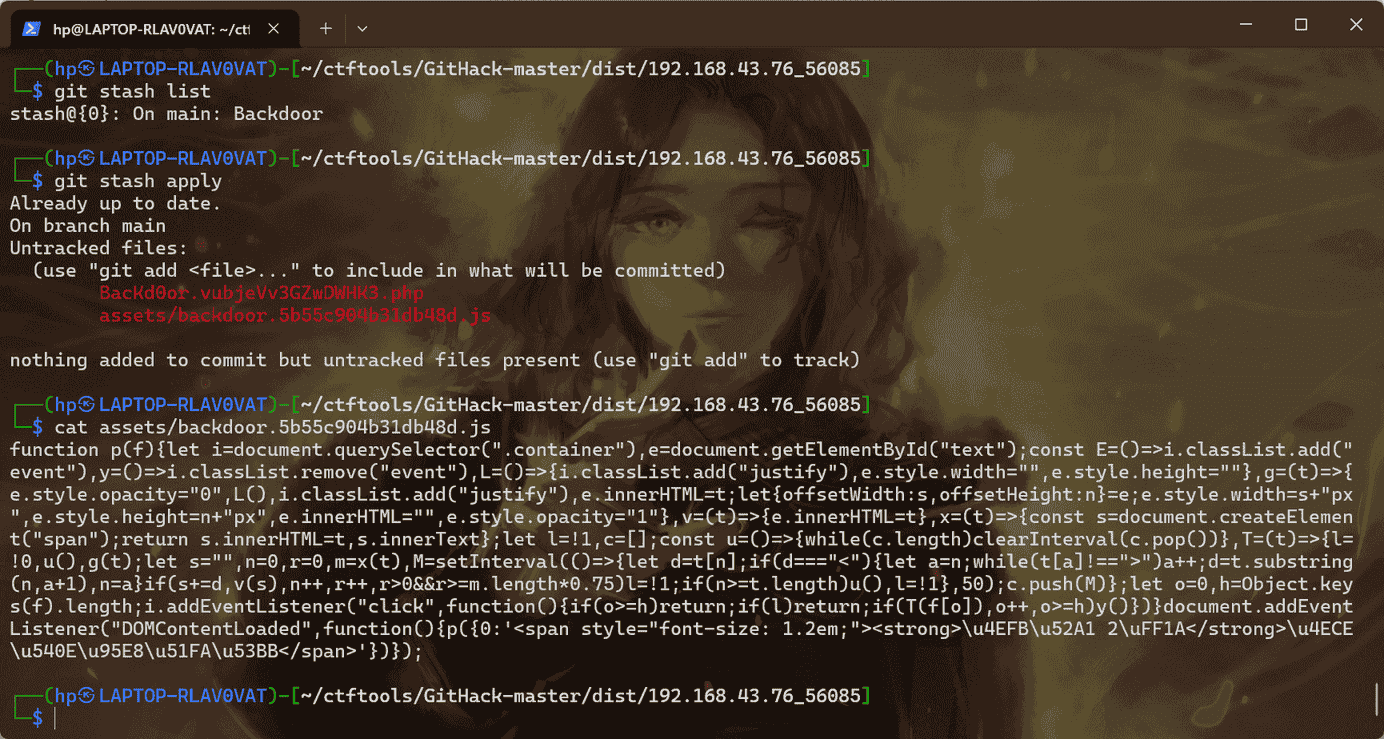 hp@LAPTOP-RLAV0VAT: ~/ctf
┌──(hp㉿LAPTOP-RLAV0VAT)-[~/ctftools/GitHack-master/dist/192.168.43.76_56085]
└─$ git stash list
stash@{0}: On main: Backdoor
┌──(hp㉿LAPTOP-RLAV0VAT)-[~/ctftools/GitHack-master/dist/192.168.43.76_56085]
└─$ git stash apply
Already up to date.
On branch main
Untracked files:
  (use "git add <file>..." to include in what will be committed)
        BacKd0or.vubjeVv3GZwDWHK3.php
        assets/backdoor.5b55c904b31db48d.js
nothing added to commit but untracked files present (use "git add" to track)
┌──(hp㉿LAPTOP-RLAV0VAT)-[~/ctftools/GitHack-master/dist/192.168.43.76_56085]
└─$ cat assets/backdoor.5b55c904b31db48d.js
function p(f){let i=document.querySelector(".container"),e=document.getElementById("text");const E=()=>i.classList.add("
event"),y=()=>i.classList.remove("event"),L=()=>{i.classList.add("justify"),e.style.width="",e.style.height=""},g=(t)=>{
e.style.opacity="0",L(),i.classList.add("justify"),e.innerHTML=t;let{offsetWidth:s,offsetHeight:n}=e;e.style.width=s+"px
",e.style.height=n+"px",e.innerHTML="",e.style.opacity="1"},v=(t)=>{e.innerHTML=t},x=(t)=>{const s=document.createElemen
t("span");return s.innerHTML=t,s.innerText};let l=!1,c=[];const u=()=>{while(c.length)clearInterval(c.pop())},T=(t)=>{l=
!0,u(),g(t);let s="",n=0,r=0,m=x(t),M=setInterval(()=>{let d=t[n];if(d==="<"){let a=n;while(t[a]!==">")a++;d=t.substring
(n,a+1),n=a}if(s+=d,v(s),n++,r++,r>0&&r>=m.length*0.75)l=!1;if(n>=t.length)u(),l=!1},50);c.push(M)};let o=0,h=Object.key
s(f).length;i.addEventListener("click",function(){if(o>=h)return;if(l)return;if(T(f[o]),o++,o>=h)y()})}document.addEvent
Listener("DOMContentLoaded",function(){p({0:'<span style="font-size: 1.2em;"><strong>\u4EFB\u52A1 2\uFF1A</strong>\u4ECE
\u540E\u95E8\u51FA\u53BB</span>'})});
┌──(hp㉿LAPTOP-RLAV0VAT)-[~/ctftools/GitHack-master/dist/192.168.43.76_56085]
└─$